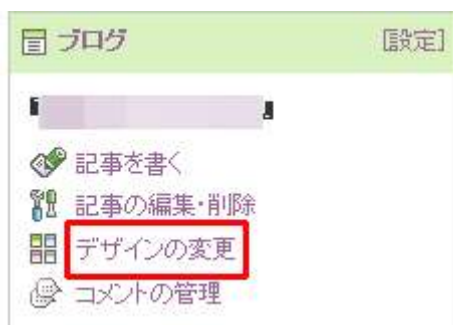 ブログ [設定]
記事を書く
記事の編集・削除
デザインの変更
コメントの管理